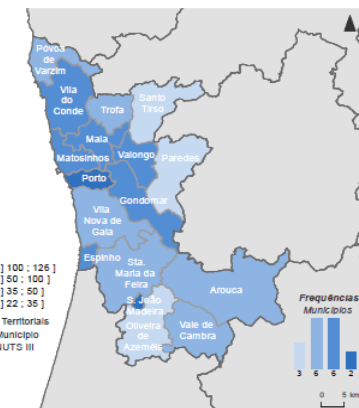 Póvoa
de
Varzim
Vila
do
Conde
Trofa
Santo
Tirso
Maia
Matosinhos
Valongo
Paredes
Porto
Gondomar
Vila
Nova de
Gaia
Espinho
Sta.
Maria da
Feira
Arouca
S. João
Madeira
Oliveira
de
Azeméis
Vale de
Cambra
] 100 ; 126 ]
] 50 ; 100 ]
] 35 ; 50 ]
] 22 ; 35 ]
Territoriais
Município
NUTS III
Frequências
Municípios
3 6 6 2
0 5 km